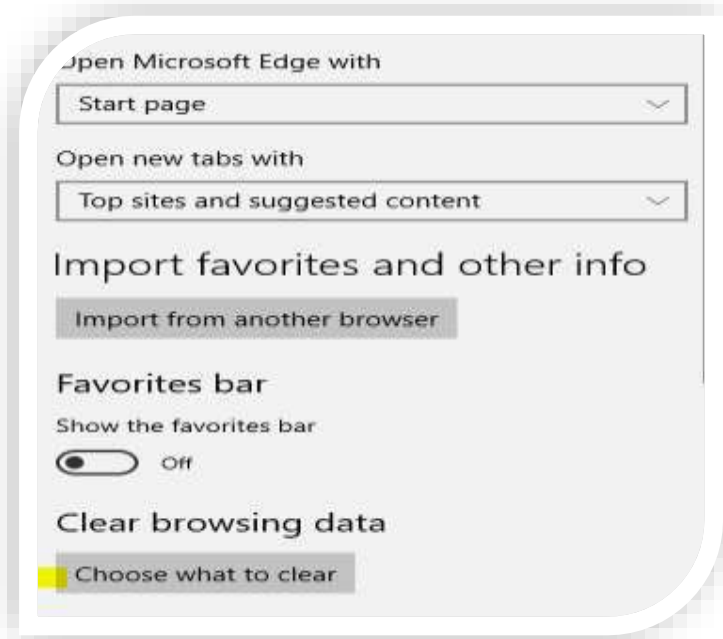 Open Microsoft Edge with
Start page
Open new tabs with
Top sites and suggested content
Import favorites and other info
Import from another browser
Favorites bar
Show the favorites bar
Off
Clear browsing data
Choose what to clear